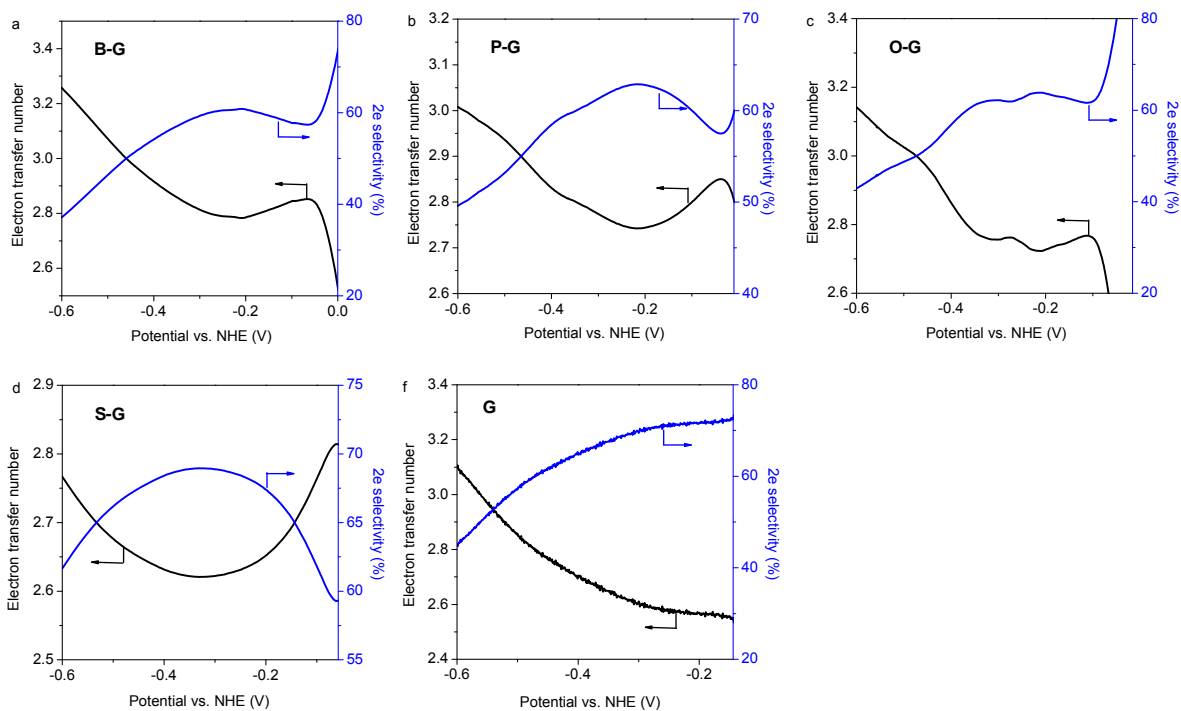 a
B-G
Electron transfer number
3.4
3.2
3.0
2.8
2.6
80
60
40
20
2e selectivity (%)
-0.6
-0.4
-0.2
0.0
Potential vs. NHE (V)
b
P-G
Electron transfer number
3.2
3.1
3.0
2.9
2.8
2.7
2.6
70
60
50
40
2e selectivity (%)
-0.6
-0.4
-0.2
Potential vs. NHE (V)
c
O-G
Electron transfer number
3.4
3.2
3.0
2.8
2.6
80
60
40
20
2e selectivity (%)
-0.6
-0.4
-0.2
Potential vs. NHE (V)
d
S-G
Electron transfer number
2.9
2.8
2.7
2.6
2.5
75
70
65
60
55
2e selectivity (%)
-0.6
-0.4
-0.2
Potential vs. NHE (V)
f
G
Electron transfer number
3.4
3.2
3.0
2.8
2.6
2.4
80
60
40
20
2e selectivity (%)
-0.6
-0.4
-0.2
Potential vs. NHE (V)